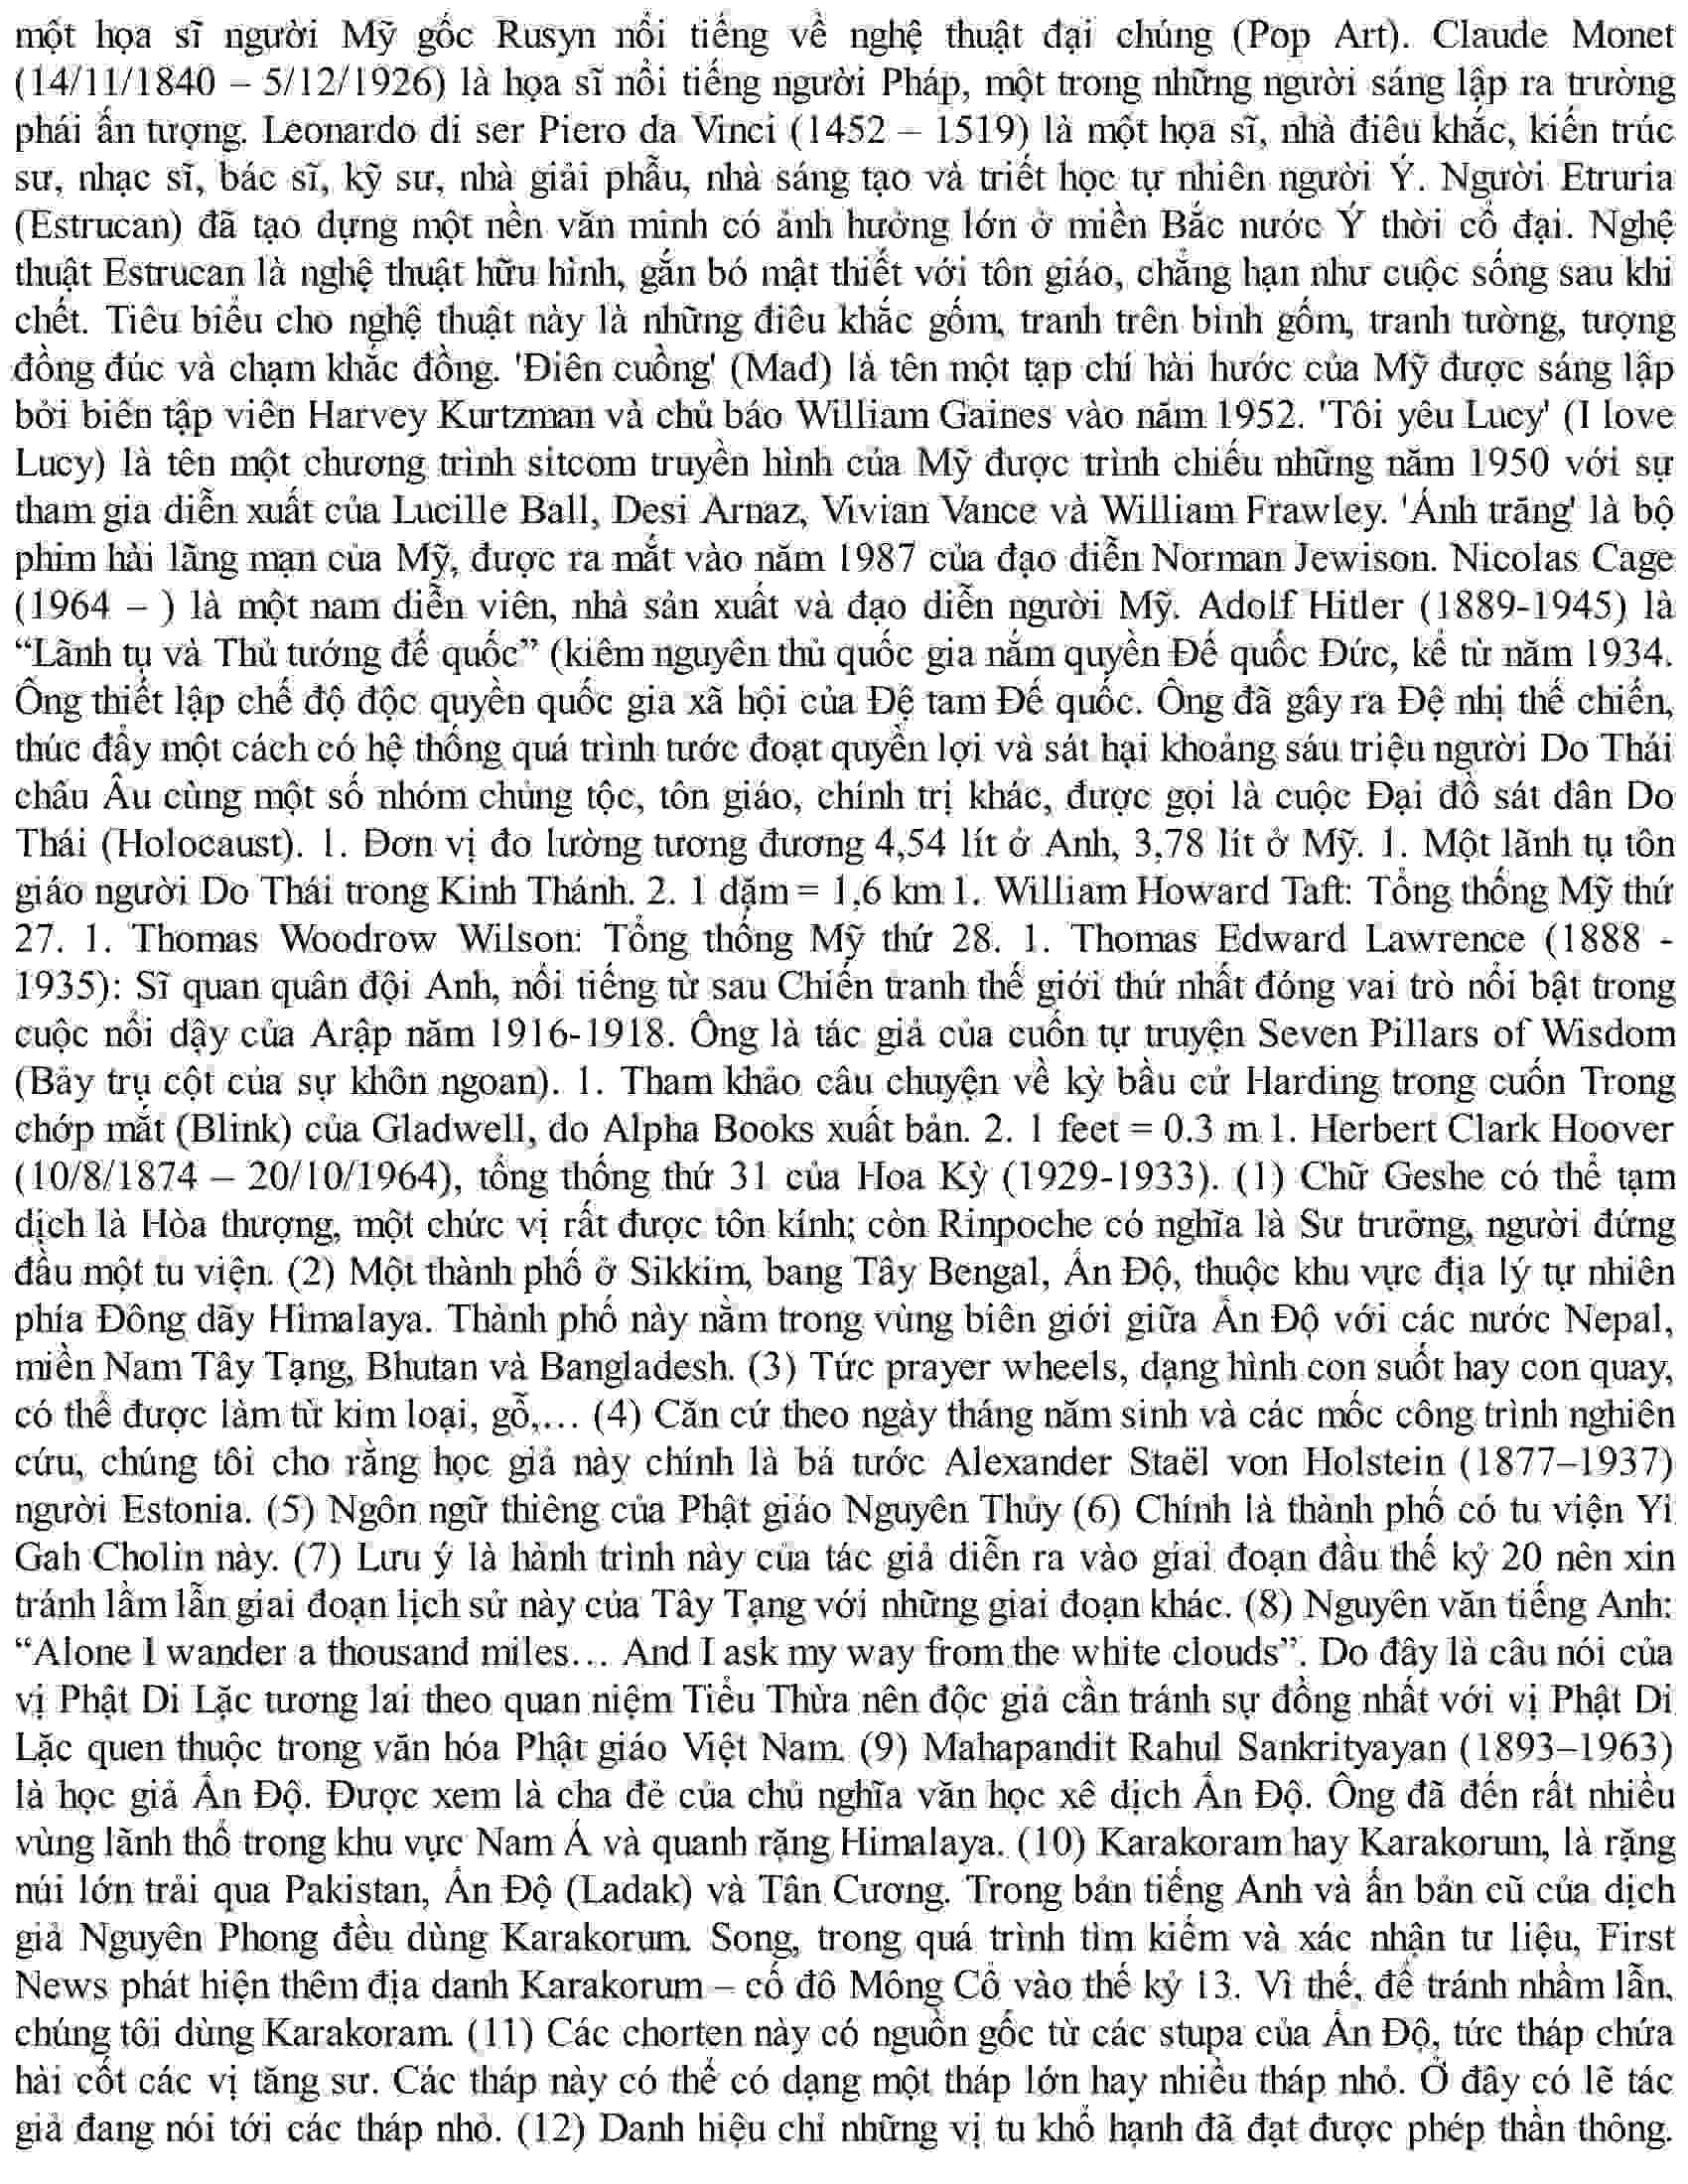 một họa sĩ người Mỹ gốc Rusyn nổi tiếng về nghệ thuật đại chúng (Pop Art). Claude Monet
(14/11/1840 – 5/12/1926) là họa sĩ nổi tiếng người Pháp, một trong những người sáng lập ra trường
phái ấn tượng. Leonardo di ser Piero da Vinci (1452 – 1519) là một họa sĩ, nhà điêu khắc, kiến trúc
sư, nhạc sĩ, bác sĩ, kỹ sư, nhà giải phẫu, nhà sáng tạo và triết học tự nhiên người Ý. Người Etruria
(Estrucan) đã tạo dựng một nền văn minh có ảnh hưởng lớn ở miền Bắc nước Ý thời cổ đại. Nghệ
thuật Estrucan là nghệ thuật hữu hình, gắn bó mật thiết với tôn giáo, chẳng hạn như cuộc sống sau khi
chết. Tiêu biểu cho nghệ thuật này là những điêu khắc gốm, tranh trên bình gốm, tranh tường, tượng
đồng đúc và chạm khắc đồng. 'Điên cuồng' (Mad) là tên một tạp chí hài hước của Mỹ được sáng lập
bởi biên tập viên Harvey Kurtzman và chủ báo William Gaines vào năm 1952. 'Tôi yêu Lucy' (I love
Lucy) là tên một chương trình sitcom truyền hình của Mỹ được trình chiếu những năm 1950 với sự
tham gia diễn xuất của Lucille Ball, Desi Arnaz, Vivian Vance và William Frawley. 'Ánh trăng' là bộ
phim hài lãng mạn của Mỹ, được ra mắt vào năm 1987 của đạo diễn Norman Jewison. Nicolas Cage
(1964 – ) là một nam diễn viên, nhà sản xuất và đạo diễn người Mỹ. Adolf Hitler (1889-1945) là
“Lãnh tụ và Thủ tướng đế quốc” (kiêm nguyên thủ quốc gia nắm quyền Đế quốc Đức, kể từ năm 1934.
Ông thiết lập chế độ độc quyền quốc gia xã hội của Đệ tam Đế quốc. Ông đã gây ra Đệ nhị thế chiến,
thúc đẩy một cách có hệ thống quá trình tước đoạt quyền lợi và sát hại khoảng sáu triệu người Do Thái
châu Âu cùng một số nhóm chủng tộc, tôn giáo, chính trị khác, được gọi là cuộc Đại đồ sát dân Do
Thái (Holocaust). 1. Đơn vị đo lường tương đương 4,54 lít ở Anh, 3,78 lít ở Mỹ. 1. Một lãnh tụ tôn
giáo người Do Thái trong Kinh Thánh. 2. 1 dặm = 1,6 km 1. William Howard Taft: Tổng thống Mỹ thứ
27. 1. Thomas Woodrow Wilson: Tổng thống Mỹ thứ 28. 1. Thomas Edward Lawrence (1888 -
1935): Sĩ quan quân đội Anh, nổi tiếng từ sau Chiến tranh thế giới thứ nhất đóng vai trò nổi bật trong
cuộc nổi dậy của Arập năm 1916-1918. Ông là tác giả của cuốn tự truyện Seven Pillars of Wisdom
(Bảy trụ cột của sự khôn ngoan). 1. Tham khảo câu chuyện về kỳ bầu cử Harding trong cuốn Trong
chớp mắt (Blink) của Gladwell, do Alpha Books xuất bản. 2. 1 feet = 0.3 m 1. Herbert Clark Hoover
(10/8/1874 – 20/10/1964), tổng thống thứ 31 của Hoa Kỳ (1929-1933). (1) Chữ Geshe có thể tạm
dịch là Hòa thượng, một chức vị rất được tôn kính; còn Rinpoche có nghĩa là Sư trưởng, người đứng
đầu một tu viện. (2) Một thành phố ở Sikkim, bang Tây Bengal, Ấn Độ, thuộc khu vực địa lý tự nhiên
phía Đông dãy Himalaya. Thành phố này nằm trong vùng biên giới giữa Ấn Độ với các nước Nepal,
miền Nam Tây Tạng, Bhutan và Bangladesh. (3) Tức prayer wheels, dạng hình con suốt hay con quay,
có thể được làm từ kim loại, gỗ,… (4) Căn cứ theo ngày tháng năm sinh và các mốc công trình nghiên
cứu, chúng tôi cho rằng học giả này chính là bá tước Alexander Staël von Holstein (1877–1937)
người Estonia. (5) Ngôn ngữ thiêng của Phật giáo Nguyên Thủy (6) Chính là thành phố có tu viện Yi
Gah Cholin này. (7) Lưu ý là hành trình này của tác giả diễn ra vào giai đoạn đầu thế kỷ 20 nên xin
tránh lầm lẫn giai đoạn lịch sử này của Tây Tạng với những giai đoạn khác. (8) Nguyên văn tiếng Anh:
“Alone I wander a thousand miles… And I ask my way from the white clouds”. Do đây là câu nói của
vị Phật Di Lặc tương lai theo quan niệm Tiểu Thừa nên độc giả cần tránh sự đồng nhất với vị Phật Di
Lặc quen thuộc trong văn hóa Phật giáo Việt Nam. (9) Mahapandit Rahul Sankrityayan (1893–1963)
là học giả Ấn Độ. Được xem là cha đẻ của chủ nghĩa văn học xê dịch Ấn Độ. Ông đã đến rất nhiều
vùng lãnh thổ trong khu vực Nam Á và quanh rặng Himalaya. (10) Karakoram hay Karakorum, là rặng
núi lớn trải qua Pakistan, Ấn Độ (Ladak) và Tân Cương. Trong bản tiếng Anh và ấn bản cũ của dịch
giả Nguyên Phong đều dùng Karakorum. Song, trong quá trình tìm kiếm và xác nhận tư liệu, First
News phát hiện thêm địa danh Karakorum – cố đô Mông Cổ vào thế kỷ 13. Vì thế, để tránh nhầm lẫn,
chúng tôi dùng Karakoram. (11) Các chorten này có nguồn gốc từ các stupa của Ấn Độ, tức tháp chứa
hài cốt các vị tăng sư. Các tháp này có thể có dạng một tháp lớn hay nhiều tháp nhỏ. Ở đây có lẽ tác
giả đang nói tới các tháp nhỏ. (12) Danh hiệu chỉ những vị tu khổ hạnh đã đạt được phép thần thông.